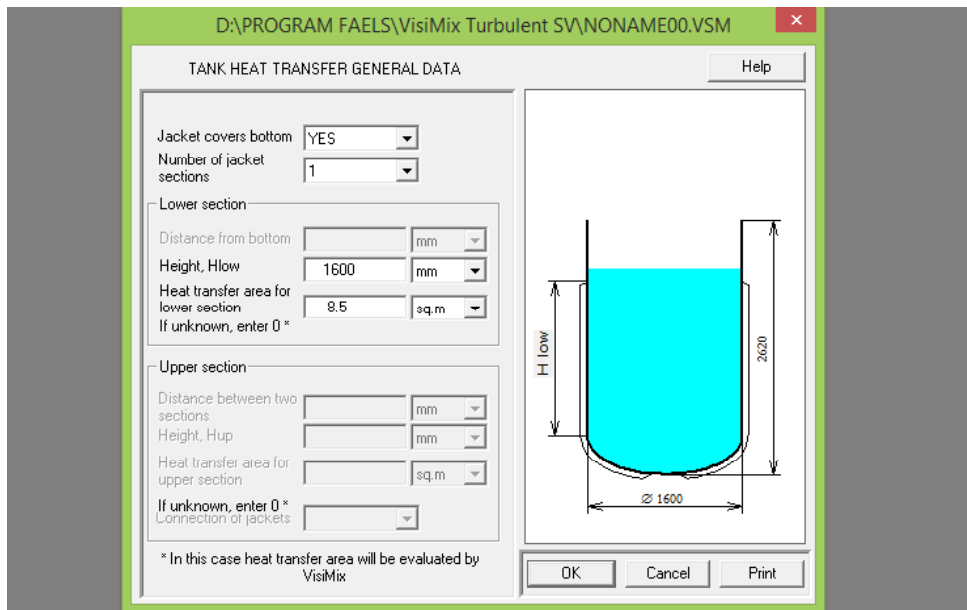 D:\PROGRAM FAELS\VisiMix Turbulent SV\NONAME00.VSM
×
TANK HEAT TRANSFER GENERAL DATA
Help
Jacket covers bottom YES
Number of jacket
sections
1
Lower section
Distance from bottom mm
Height, Hlow 1600 mm
Heat transfer area for
lower section
8.5 sq.m
If unknown, enter 0 *
Upper section
Distance between two
sections
mm
Height, Hup mm
Heat transfer area for
upper section
sq.m
If unknown, enter 0 *
Connection of jackets
* In this case heat transfer area will be evaluated by
VisiMix
H low
2620
Ø 1600
OK Cancel Print